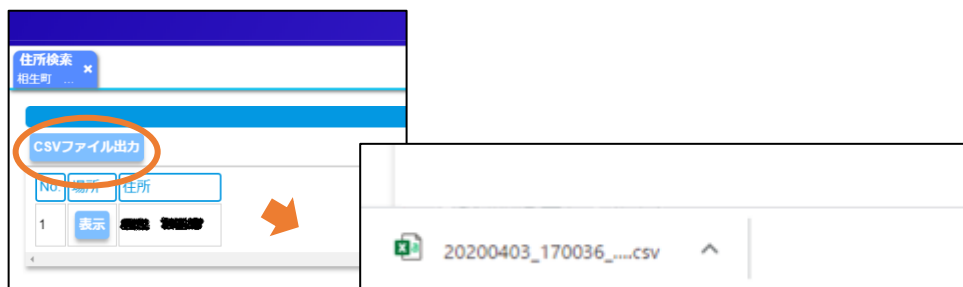 住所検索 ×
相生町 ...
CSVファイル出力
No. 場所 住所
1 表示
20200403_170036_....csv